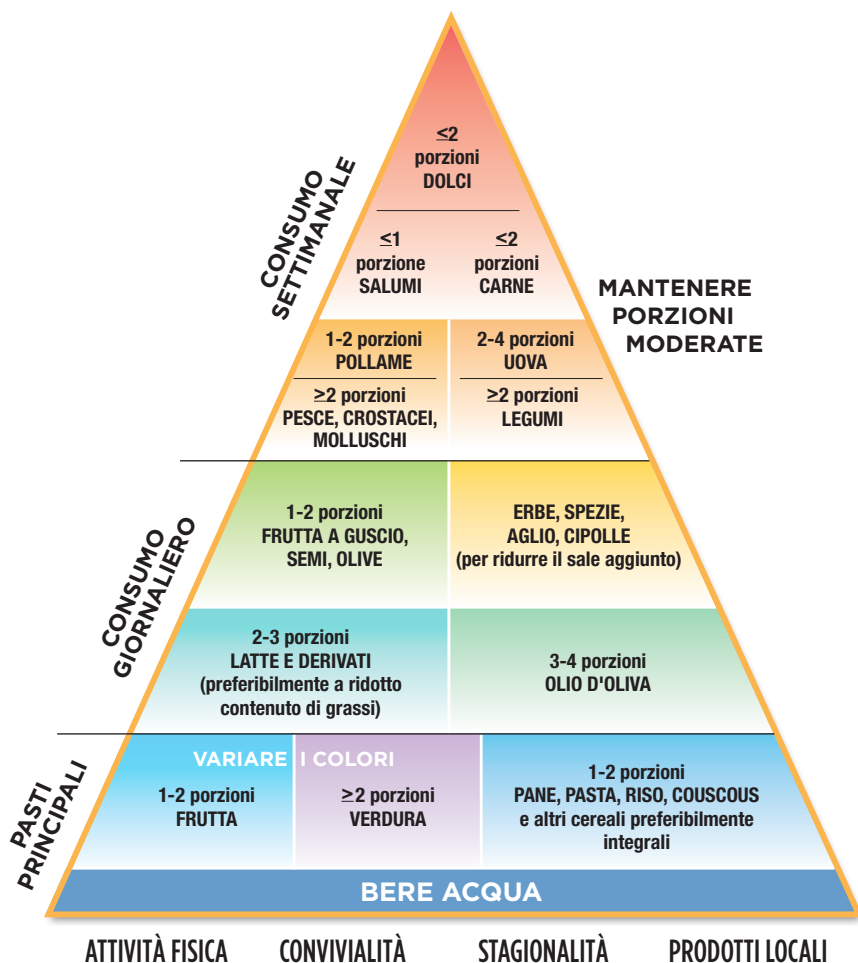 ≤2
porzioni
DOLCI
CONSUMO
SETTIMANALE
≤1
porzione
SALUMI
≤2
porzioni
CARNE
MANTENERE
PORZIONI
MODERATE
1-2 porzioni
POLLAME
2-4 porzioni
UOVA
≥2 porzioni
PESCE, CROSTACEI,
MOLLUSCHI
≥2 porzioni
LEGUMI
CONSUMO
GIORNALIERO
1-2 porzioni
FRUTTA A GUSCIO,
SEMI, OLIVE
ERBE, SPEZIE,
AGLIO, CIPOLLE
(per ridurre il sale aggiunto)
2-3 porzioni
LATTE E DERIVATI
(preferibilmente a ridotto
contenuto di grassi)
3-4 porzioni
OLIO D'OLIVA
PASTI
PRINCIPALI
VARIARE I COLORI
1-2 porzioni
FRUTTA
≥2 porzioni
VERDURA
1-2 porzioni
PANE, PASTA, RISO, COUSCOUS
e altri cereali preferibilmente
integrali
BERE ACQUA
ATTIVITÀ FISICA CONVIVIALITÀ STAGIONALITÀ PRODOTTI LOCALI